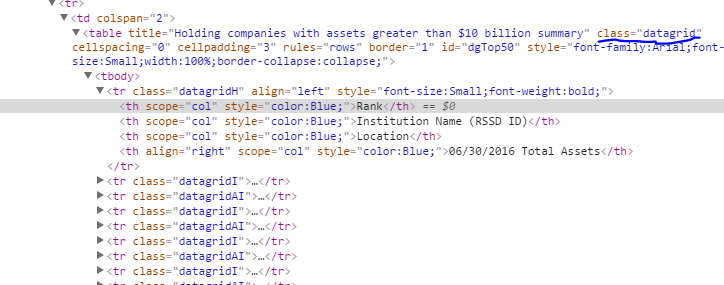 ▼<tr>
▼<td colspan="2">
▼<table title="Holding companies with assets greater than $10 billion summary" class="datagrid"
cellspacing="0" cellpadding="3" rules="rows" border="1" id="dgTop50" style="font-family:Arial;font-
size:Small;width:100%;border-collapse:collapse;">
▼<tbody>
▼<tr class="datagridH" align="left" style="font-size:Small;font-weight:bold;">
<th scope="col" style="color:Blue;">Rank</th> == $0
<th scope="col" style="color:Blue;">Institution Name (RSSD ID)</th>
<th scope="col" style="color:Blue;">Location</th>
<th align="right" scope="col" style="color:Blue;">06/30/2016 Total Assets</th>
</tr>
▶<tr class="datagridI">…</tr>
▶<tr class="datagridAI">…</tr>
▶<tr class="datagridI">…</tr>
▶<tr class="datagridAI">…</tr>
▶<tr class="datagridI">…</tr>
▶<tr class="datagridAI">…</tr>
▶<tr class="datagridI">…</tr>